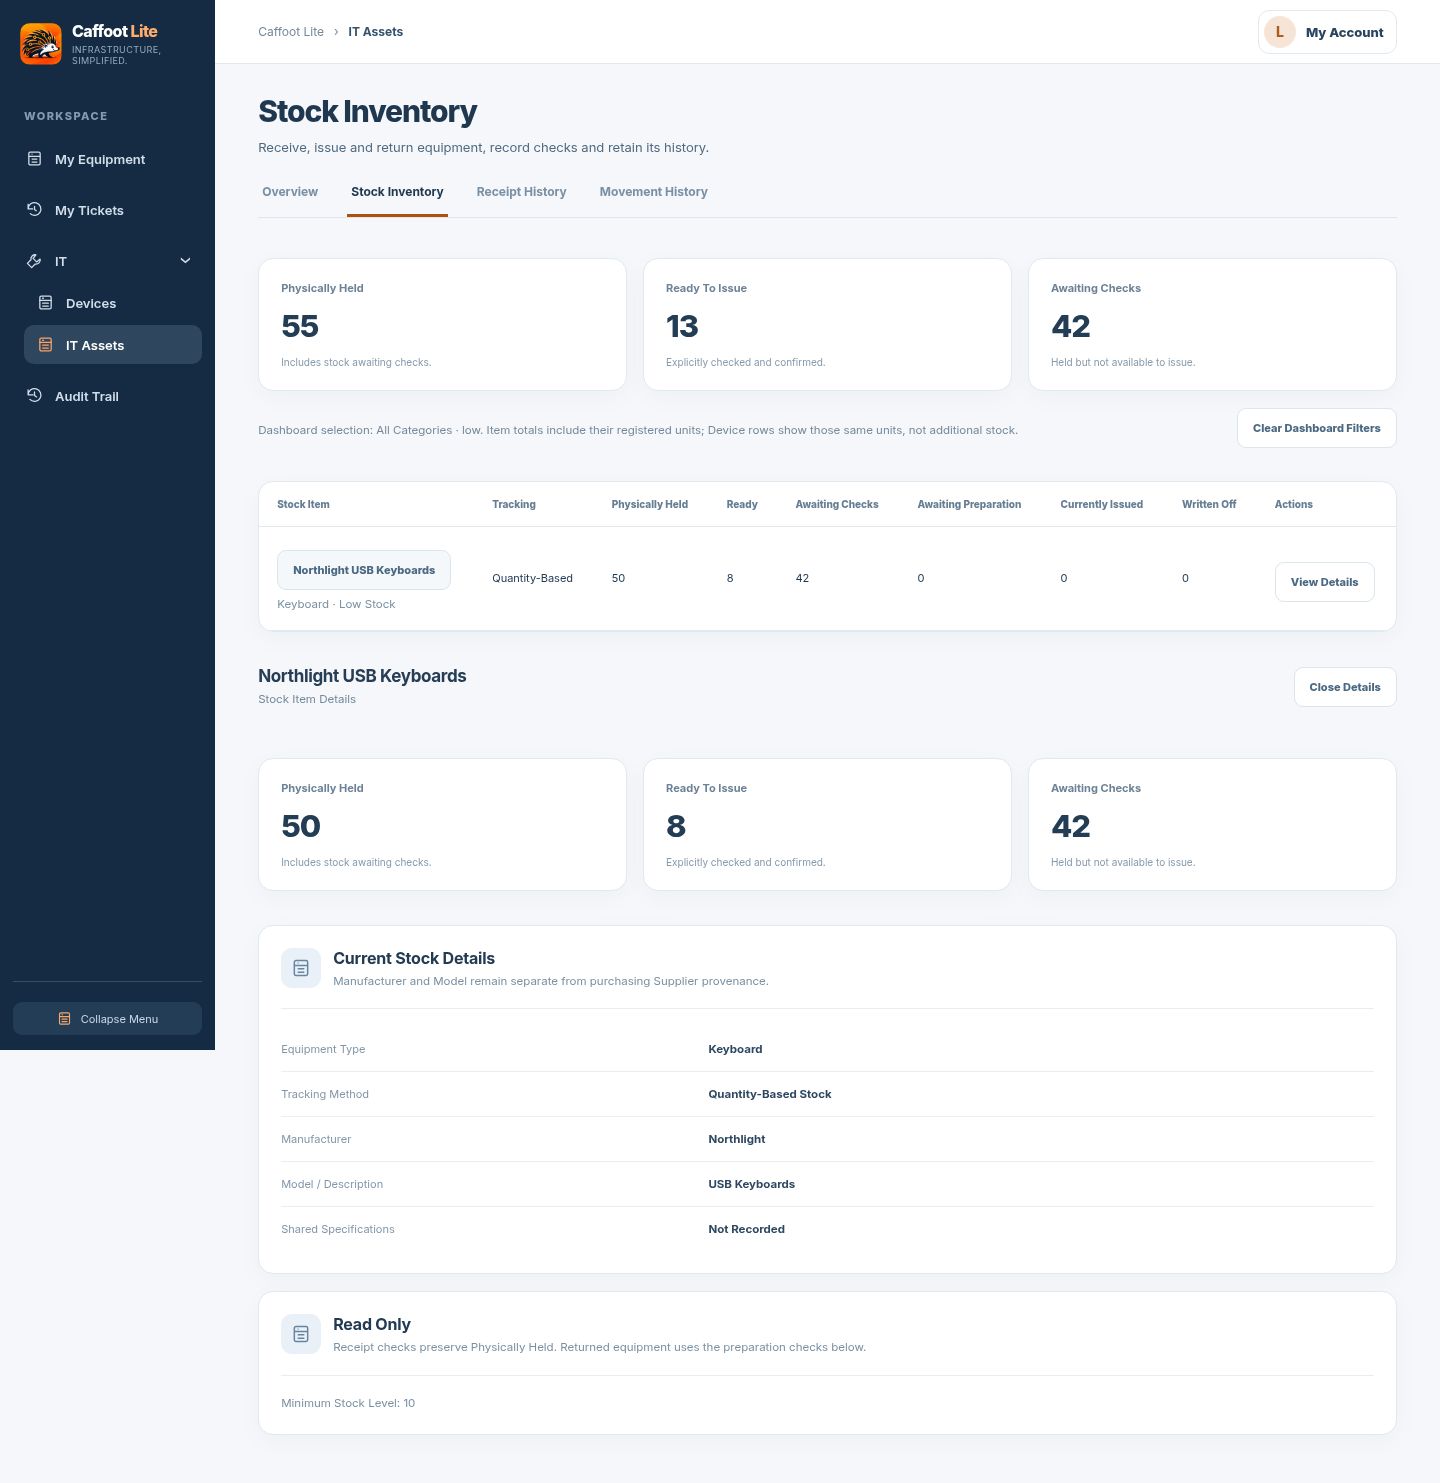 Caffoot Lite
INFRASTRUCTURE,
SIMPLIFIED.
WORKSPACE
My Equipment
My Tickets
IT
Devices
IT Assets
Audit Trail
Collapse Menu
Caffoot Lite › IT Assets
L My Account
Stock Inventory
Receive, issue and return equipment, record checks and retain its history.
Overview Stock Inventory Receipt History Movement History
Physically Held
55
Includes stock awaiting checks.
Ready To Issue
13
Explicitly checked and confirmed.
Awaiting Checks
42
Held but not available to issue.
Dashboard selection: All Categories · low. Item totals include their registered units; Device rows show those same units, not additional stock.
Clear Dashboard Filters
Stock Item Tracking Physically Held Ready Awaiting Checks Awaiting Preparation Currently Issued Written Off Actions
Northlight USB Keyboards Quantity-Based 50 8 42 0 0 0 View Details
Keyboard · Low Stock
Northlight USB Keyboards
Stock Item Details
Close Details
Physically Held
50
Includes stock awaiting checks.
Ready To Issue
8
Explicitly checked and confirmed.
Awaiting Checks
42
Held but not available to issue.
Current Stock Details
Manufacturer and Model remain separate from purchasing Supplier provenance.
Equipment Type Keyboard
Tracking Method Quantity-Based Stock
Manufacturer Northlight
Model / Description USB Keyboards
Shared Specifications Not Recorded
Read Only
Receipt checks preserve Physically Held. Returned equipment uses the preparation checks below.
Minimum Stock Level: 10